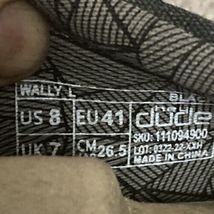 WALLY L
US 8 EU 41
UK 7 CM 26.5
dude
SKU: 111094900
LOT: 0322-22-XXH
MADE IN CHINA